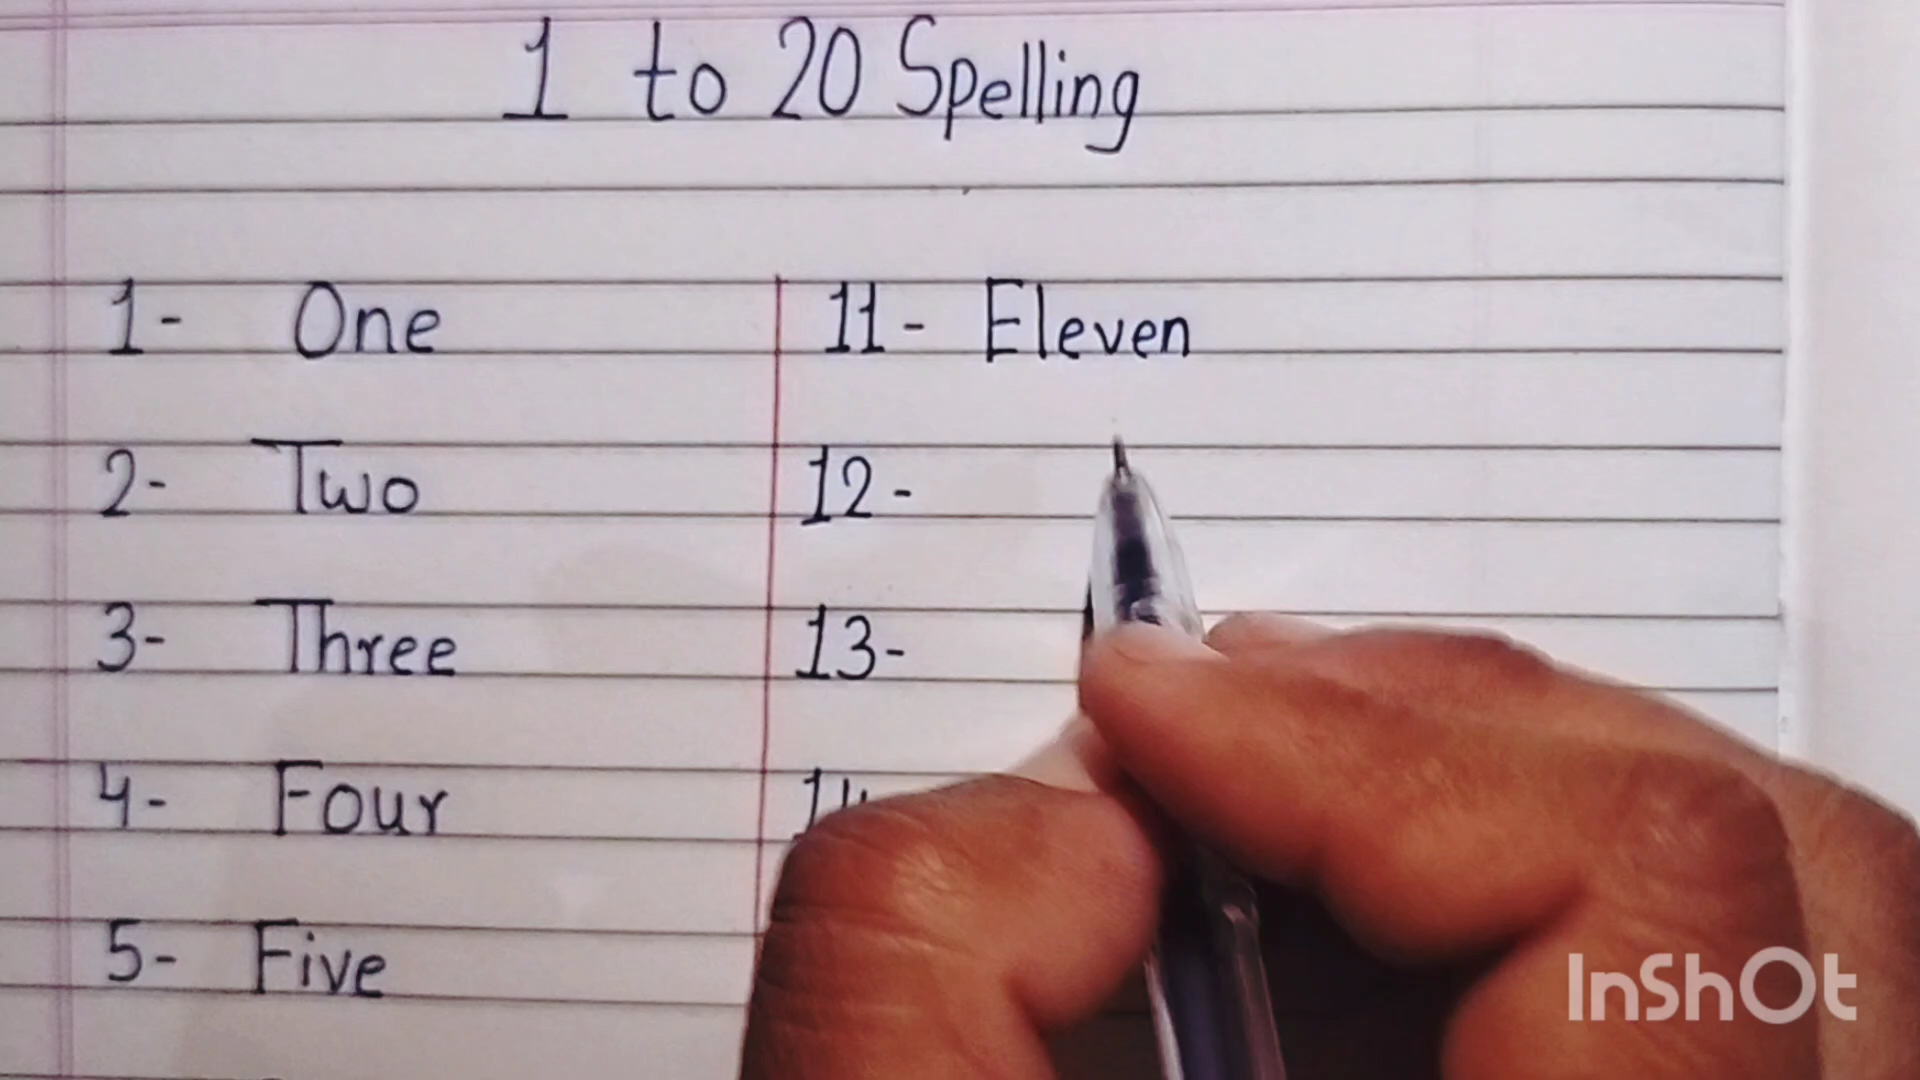 1 to 20 Spelling
1- One
2- Two
3- Three
4- Four
5- Five
11- Eleven
12-
13-
14
InShOt